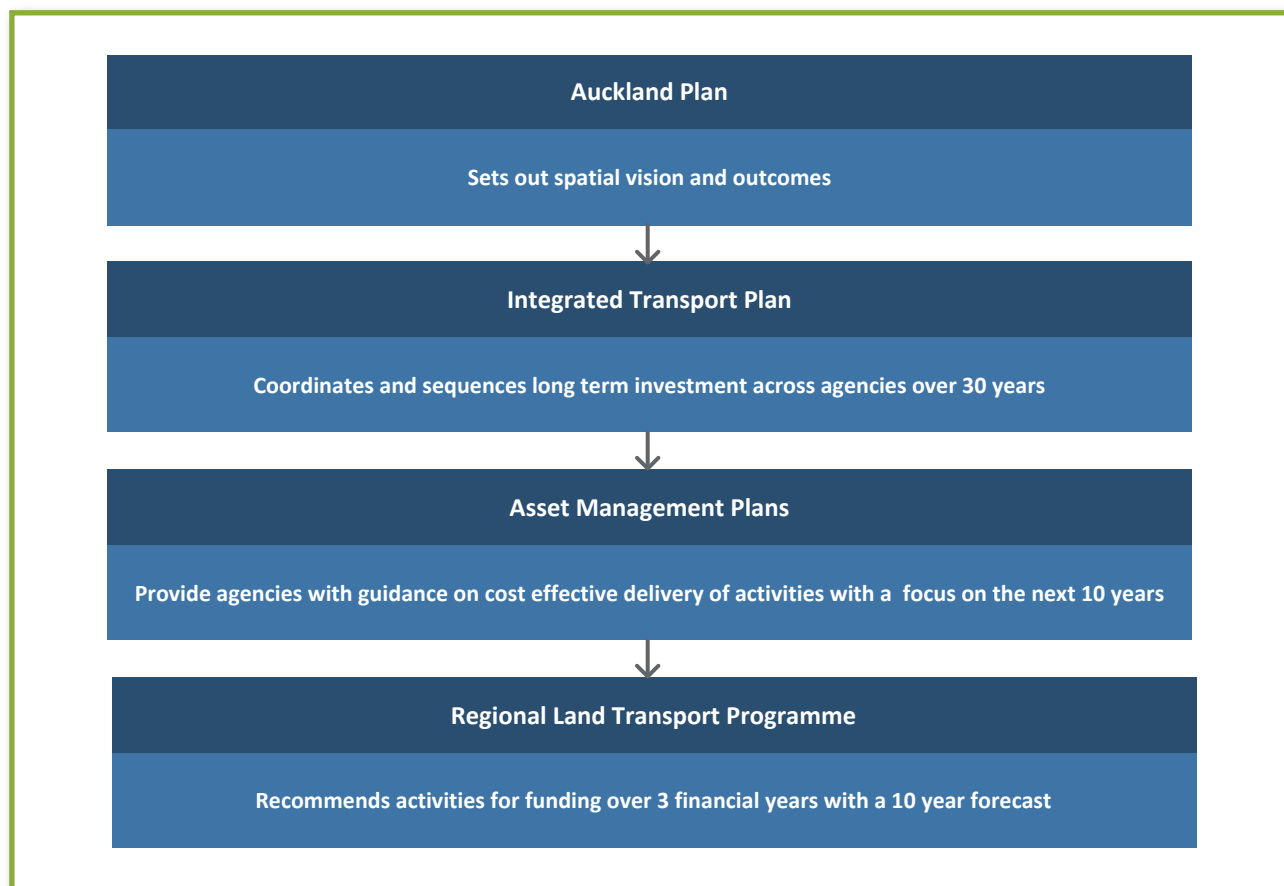 Auckland Plan
Sets out spatial vision and outcomes
Integrated Transport Plan
Coordinates and sequences long term investment across agencies over 30 years
Asset Management Plans
Provide agencies with guidance on cost effective delivery of activities with a  focus on the next 10 years
Regional Land Transport Programme
Recommends activities for funding over 3 financial years with a 10 year forecast